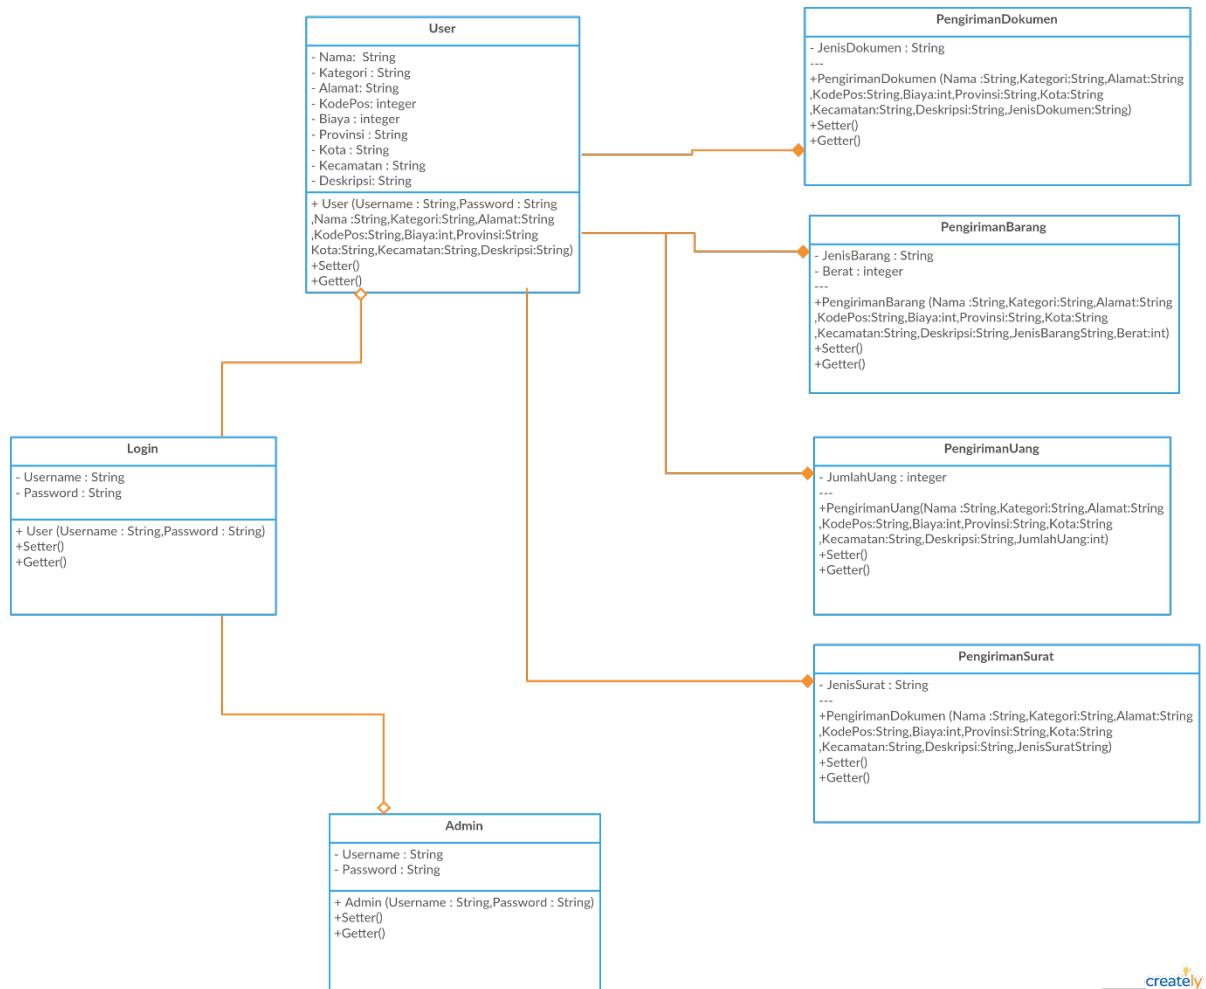 User
- Nama:  String
- Kategori : String
- Alamat: String
- KodePos: integer
- Biaya : integer
- Provinsi : String
- Kota : String
- Kecamatan : String
- Deskripsi: String
+ User (Username : String,Password : String
,Nama :String,Kategori:String,Alamat:String
,KodePos:String,Biaya:int,Provinsi:String
Kota:String,Kecamatan:String,Deskripsi:String)
+Setter()
+Getter()
PengirimanDokumen
- JenisDokumen : String
---
+PengirimanDokumen (Nama :String,Kategori:String,Alamat:String
,KodePos:String,Biaya:int,Provinsi:String,Kota:String
,Kecamatan:String,Deskripsi:String,JenisDokumen:String)
+Setter()
+Getter()
PengirimanBarang
- JenisBarang : String
- Berat : integer
---
+PengirimanBarang (Nama :String,Kategori:String,Alamat:String
,KodePos:String,Biaya:int,Provinsi:String,Kota:String
,Kecamatan:String,Deskripsi:String,JenisBarangString,Berat:int)
+Setter()
+Getter()
Login
- Username : String
- Password : String
+ User (Username : String,Password : String)
+Setter()
+Getter()
PengirimanUang
- JumlahUang : integer
---
+PengirimanUang(Nama :String,Kategori:String,Alamat:String
,KodePos:String,Biaya:int,Provinsi:String,Kota:String
,Kecamatan:String,Deskripsi:String,JumlahUang:int)
+Setter()
+Getter()
PengirimanSurat
- JenisSurat : String
---
+PengirimanDokumen (Nama :String,Kategori:String,Alamat:String
,KodePos:String,Biaya:int,Provinsi:String,Kota:String
,Kecamatan:String,Deskripsi:String,JenisSuratString)
+Setter()
+Getter()
Admin
- Username : String
- Password : String
+ Admin (Username : String,Password : String)
+Setter()
+Getter()
creately